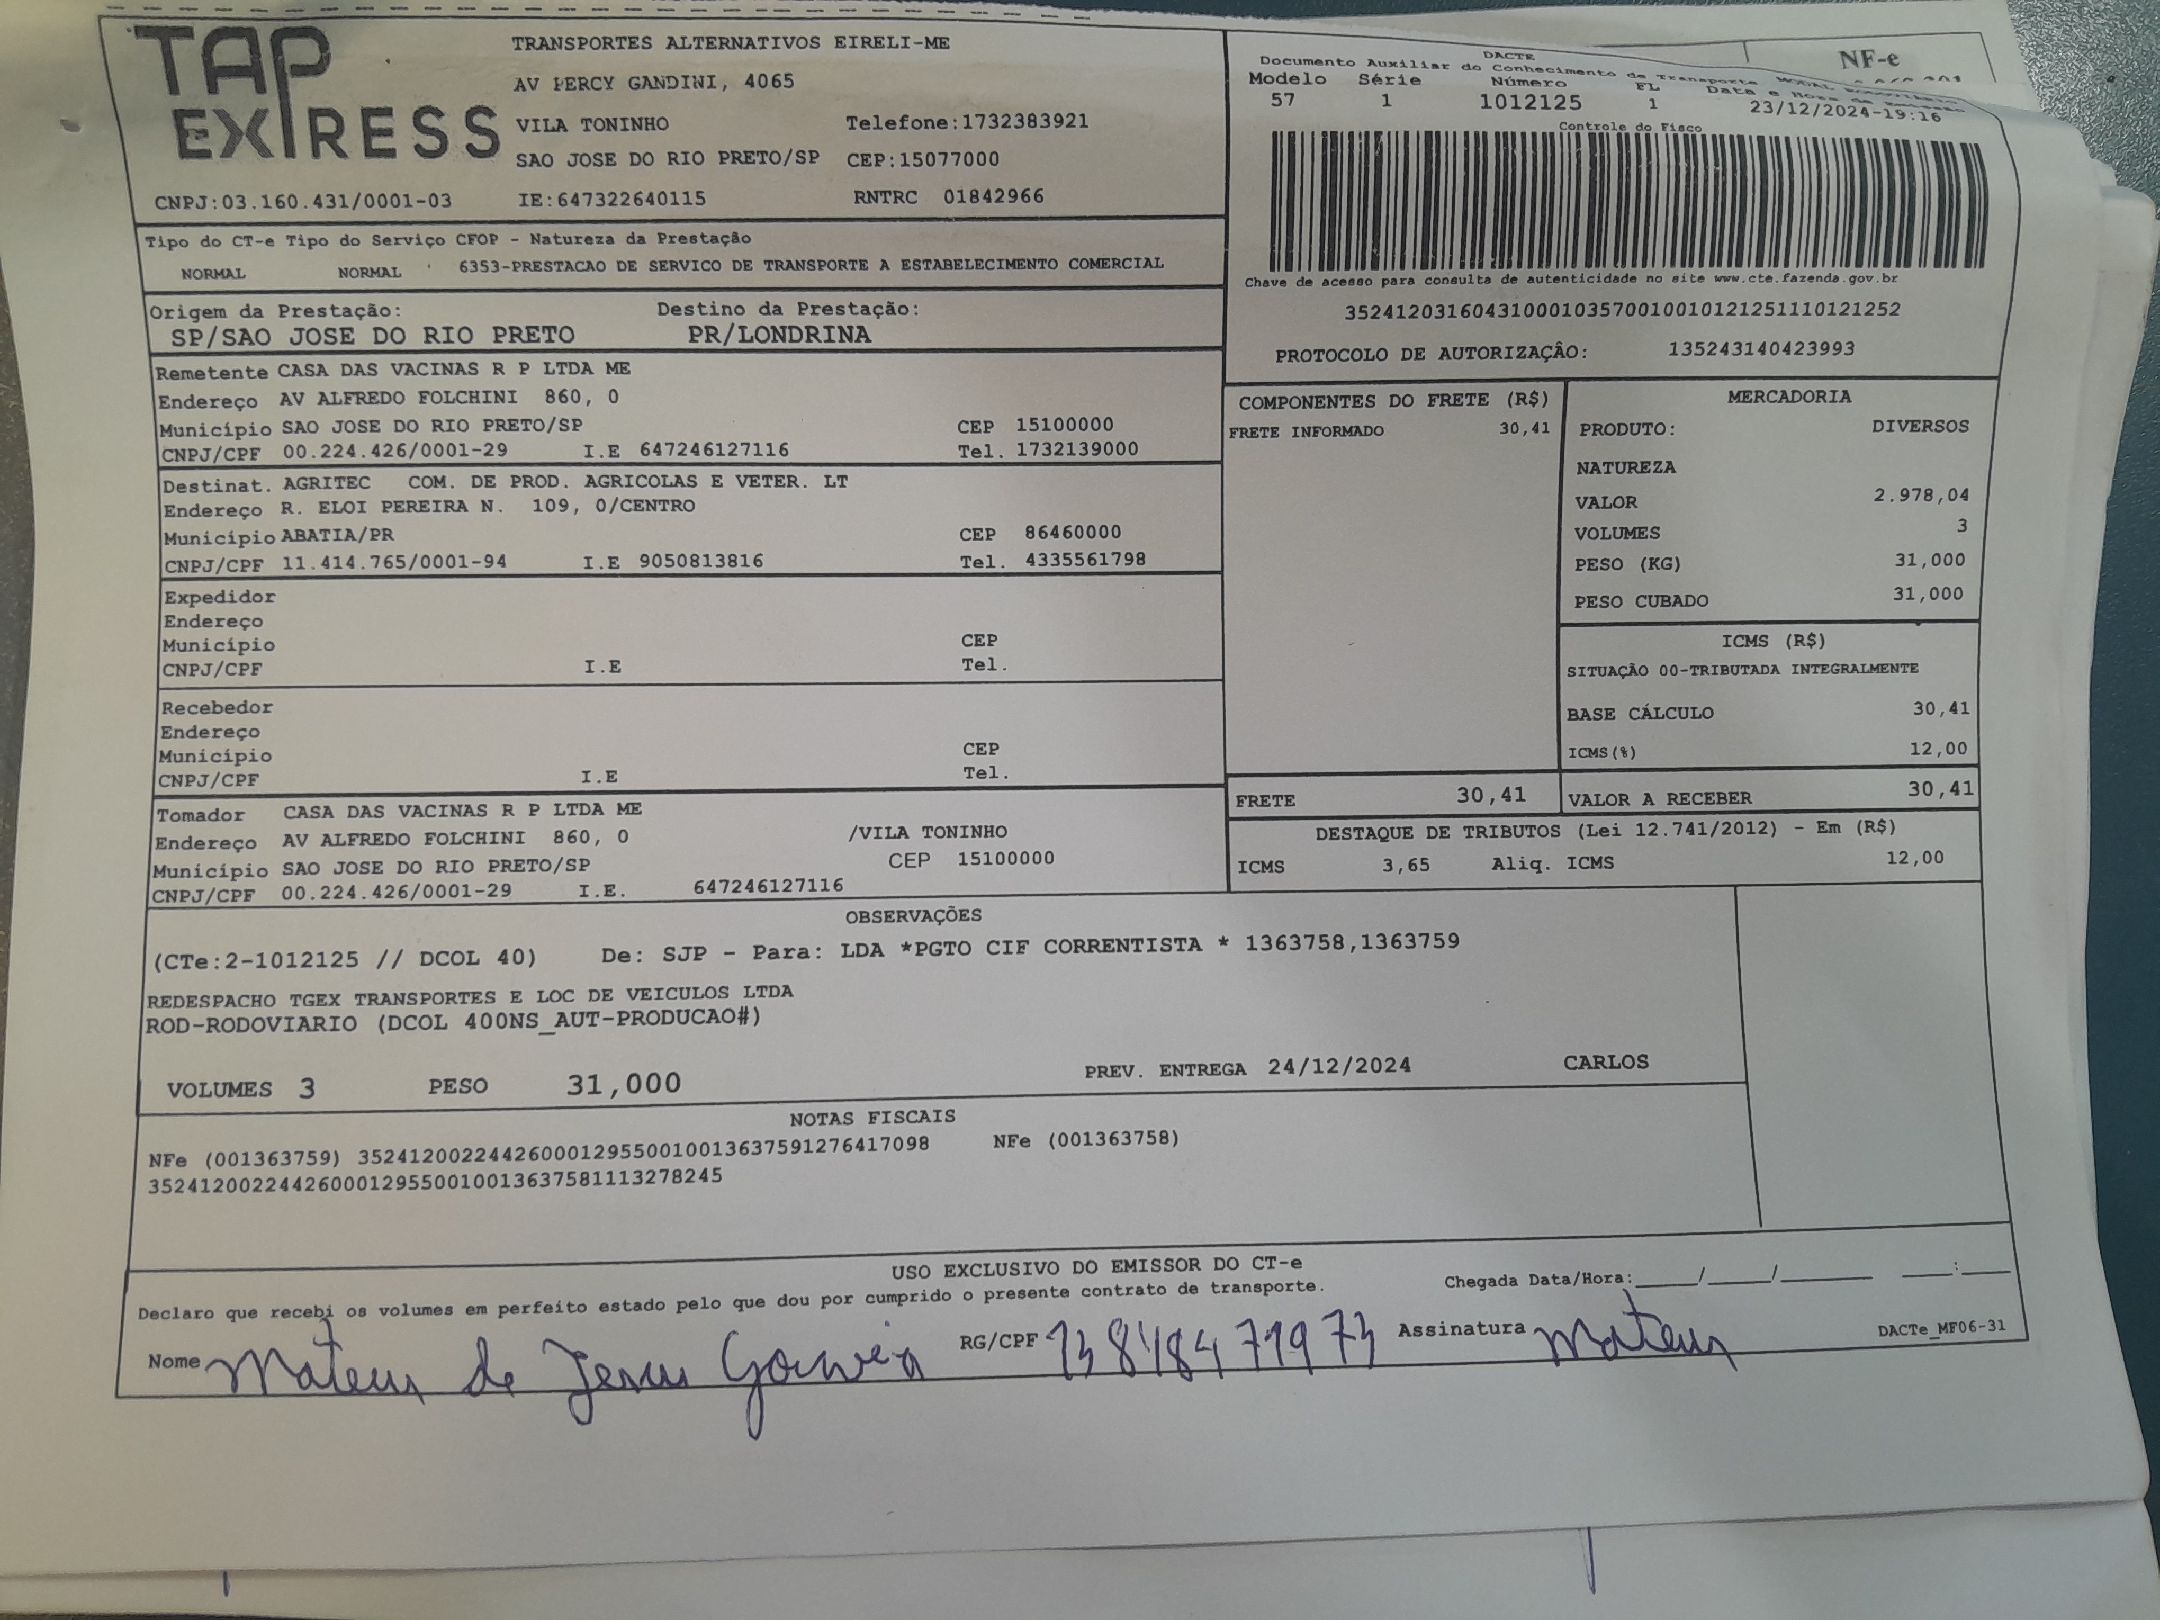 TAP EXPRESS
TRANSPORTES ALTERNATIVOS EIRELI-ME
AV PERCY GANDINI, 4065
VILA TONINHO Telefone:1732383921
SAO JOSE DO RIO PRETO/SP CEP:15077000
CNPJ:03.160.431/0001-03 IE:647322640115 RNTRC 01842966
NF-e
DACTE
Documento Auxiliar do Conhecimento de Transporte
Modelo Série Número FL Data e Hora
57 1 1012125 1 23/12/2024-19:16
Controle do Fisco
Chave de acesso para consulta de autenticidade no site www.cte.fazenda.gov.br
35241203160431000103570010010121251110121252
PROTOCOLO DE AUTORIZAÇÂO: 135243140423993
Tipo do CT-e Tipo do Serviço CFOP - Natureza da Prestação
NORMAL NORMAL 6353-PRESTACAO DE SERVICO DE TRANSPORTE A ESTABELECIMENTO COMERCIAL
Origem da Prestação: Destino da Prestação:
SP/SAO JOSE DO RIO PRETO PR/LONDRINA
Remetente CASA DAS VACINAS R P LTDA ME
Endereço AV ALFREDO FOLCHINI 860, 0
Município SAO JOSE DO RIO PRETO/SP CEP 15100000
CNPJ/CPF 00.224.426/0001-29 I.E 647246127116 Tel. 1732139000
Destinat. AGRITEC COM. DE PROD. AGRICOLAS E VETER. LT
Endereço R. ELOI PEREIRA N. 109, 0/CENTRO
Município ABATIA/PR CEP 86460000
CNPJ/CPF 11.414.765/0001-94 I.E 9050813816 Tel. 4335561798
Expedidor
Endereço
Município CEP
CNPJ/CPF I.E Tel.
Recebedor
Endereço
Município CEP
CNPJ/CPF I.E Tel.
Tomador CASA DAS VACINAS R P LTDA ME
Endereço AV ALFREDO FOLCHINI 860, 0 /VILA TONINHO
Município SAO JOSE DO RIO PRETO/SP CEP 15100000
CNPJ/CPF 00.224.426/0001-29 I.E. 647246127116
COMPONENTES DO FRETE (R$)
FRETE INFORMADO 30,41
MERCADORIA
PRODUTO: DIVERSOS
NATUREZA
VALOR 2.978,04
VOLUMES 3
PESO (KG) 31,000
PESO CUBADO 31,000
ICMS (R$)
SITUAÇÃO 00-TRIBUTADA INTEGRALMENTE
BASE CÁLCULO 30,41
ICMS(%) 12,00
FRETE 30,41 VALOR A RECEBER 30,41
DESTAQUE DE TRIBUTOS (Lei 12.741/2012) - Em (R$)
ICMS 3,65 Aliq. ICMS 12,00
OBSERVAÇÕES
(CTe:2-1012125 // DCOL 40) De: SJP - Para: LDA *PGTO CIF CORRENTISTA * 1363758,1363759
REDESPACHO TGEX TRANSPORTES E LOC DE VEICULOS LTDA
ROD-RODOVIARIO (DCOL 400NS_AUT-PRODUCAO#)
VOLUMES 3 PESO 31,000 PREV. ENTREGA 24/12/2024 CARLOS
NOTAS FISCAIS
NFe (001363759) 35241200224426000129550010013637591276417098 NFe (001363758)
35241200224426000129550010013637581113278245
USO EXCLUSIVO DO EMISSOR DO CT-e
Declaro que recebi os volumes em perfeito estado pelo que dou por cumprido o presente contrato de transporte. Chegada Data/Hora:____/____/______ ___:___
Nome Mateus de Jesus RG/CPF Assinatura Mateus DACTe_MF06-31